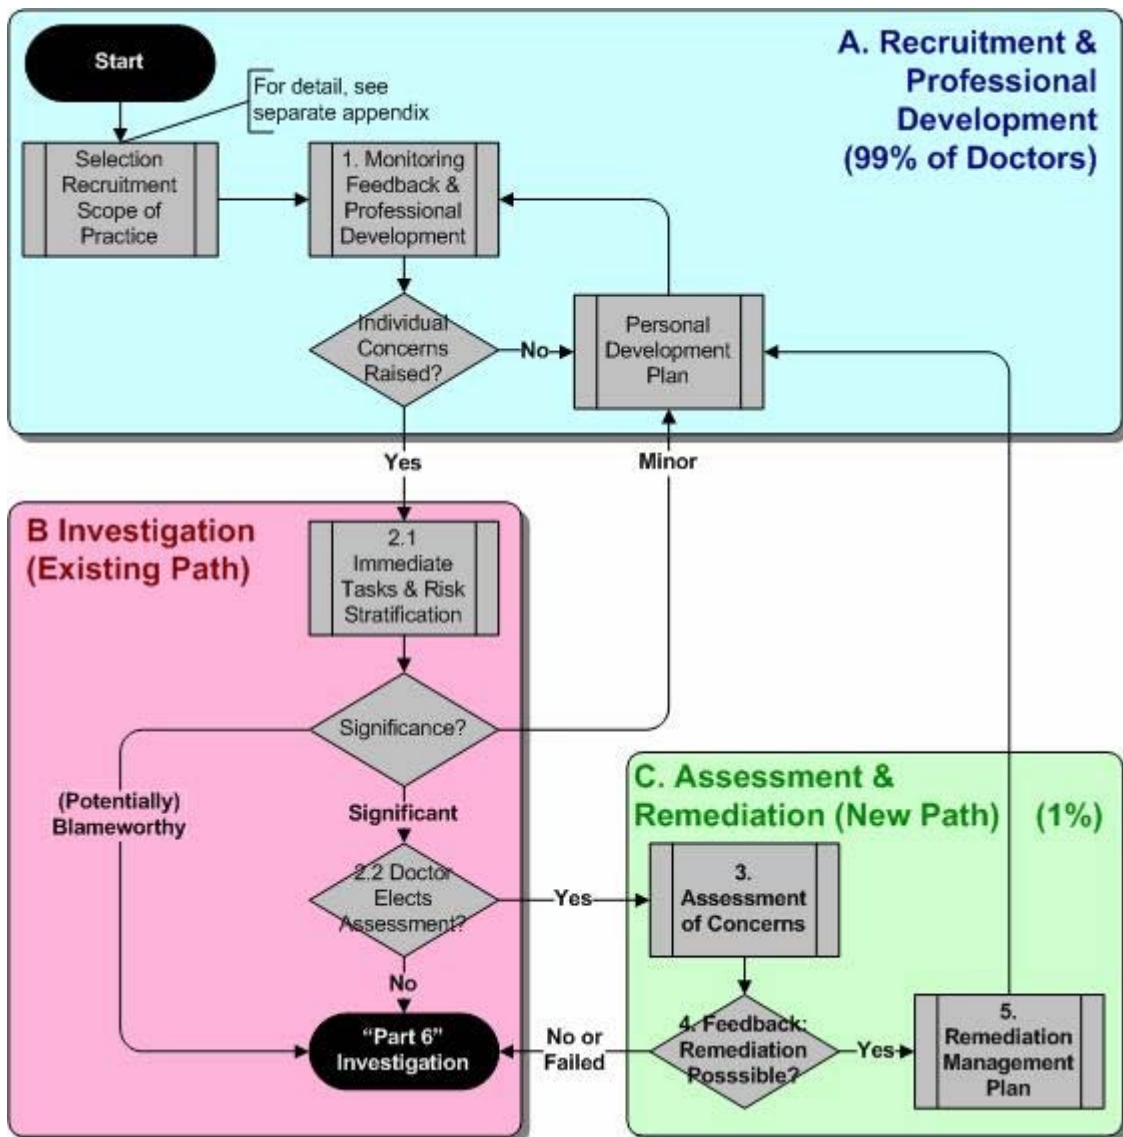 Start
For detail, see
separate appendix
A. Recruitment &
Professional
Development
(99% of Doctors)
Selection
Recruitment
Scope of
Practice
1. Monitoring
Feedback &
Professional
Development
Individual
Concerns
Raised?
No
Personal
Development
Plan
Yes
Minor
B Investigation
(Existing Path)
2.1
Immediate
Tasks & Risk
Stratification
Significance?
(Potentially)
Blameworthy
Significant
2.2 Doctor
Elects
Assessment?
Yes
No
“Part 6”
Investigation
C. Assessment &
Remediation (New Path) (1%)
3.
Assessment
of Concerns
4. Feedback:
Remediation
Posssible?
No or
Failed
Yes
5.
Remediation
Management
Plan